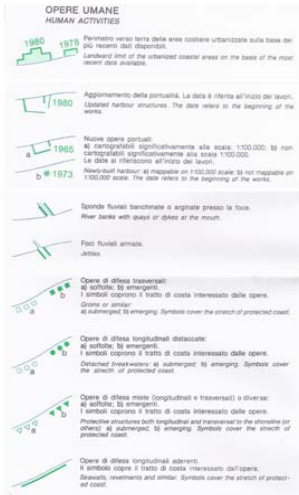 OPERE UMANE
HUMAN ACTIVITIES
1980 1975
Perimetro verso terra delle aree costiere urbanizzate sulla base dei
più recenti dati disponibili.
Landward limit of the urbanized coastal areas on the basis of the most
recent data available.
1980
Aggiornamento della portualità. La data è riferita all'inizio dei lavori.
Updated harbour structures. The date refers to the beginning of the
works.
a 1965
b * 1973
Nuove opere portuali:
a) cartografabili significativamente alla scala: 1:100.000; b) non
cartografabili significativamente alla scala 1:100.000.
Le date si riferiscono all'inizio dei lavori.
Newly-built harbour: a) mappable on 1:100,000 scale; b) not mappable on
1:100,000 scale. The date refers to the beginning of the
works.
Sponde fluviali banchinate o arginate presso la foce.
River banks with quays or dykes at the mouth.
Foci fluviali armate.
Jetties.
a b
Opere di difesa trasversali:
a) soffolte; b) emergenti.
I simboli coprono il tratto di costa interessato dalle opere.
Groins or similar:
a) submerged; b) emerging. Symbols cover the stretch of protected coast.
a b
Opere di difesa longitudinali distaccate:
a) soffolte; b) emergenti.
I simboli coprono il tratto di costa interessato dalle opere.
Detached breakwaters: a) submerged; b) emerging. Symbols cover
the strecth of protected coast.
a b
Opere di difesa miste (longitudinali e trasversali) o diverse:
a) soffolte; b) emergenti.
I simboli coprono il tratto di costa interessato dalle opere.
Protective structures both longitudinal and transversal to the shoreline (or
others): a) submerged; b) emerging. Symbols cover the strecth of
protected coast.
Opere di difesa longitudinali aderenti.
Il simbolo copre il tratto di costa interessato dall'opera.
Seawalls, revetments and similar. Symbols cover the stretch of protect-
ed coast.